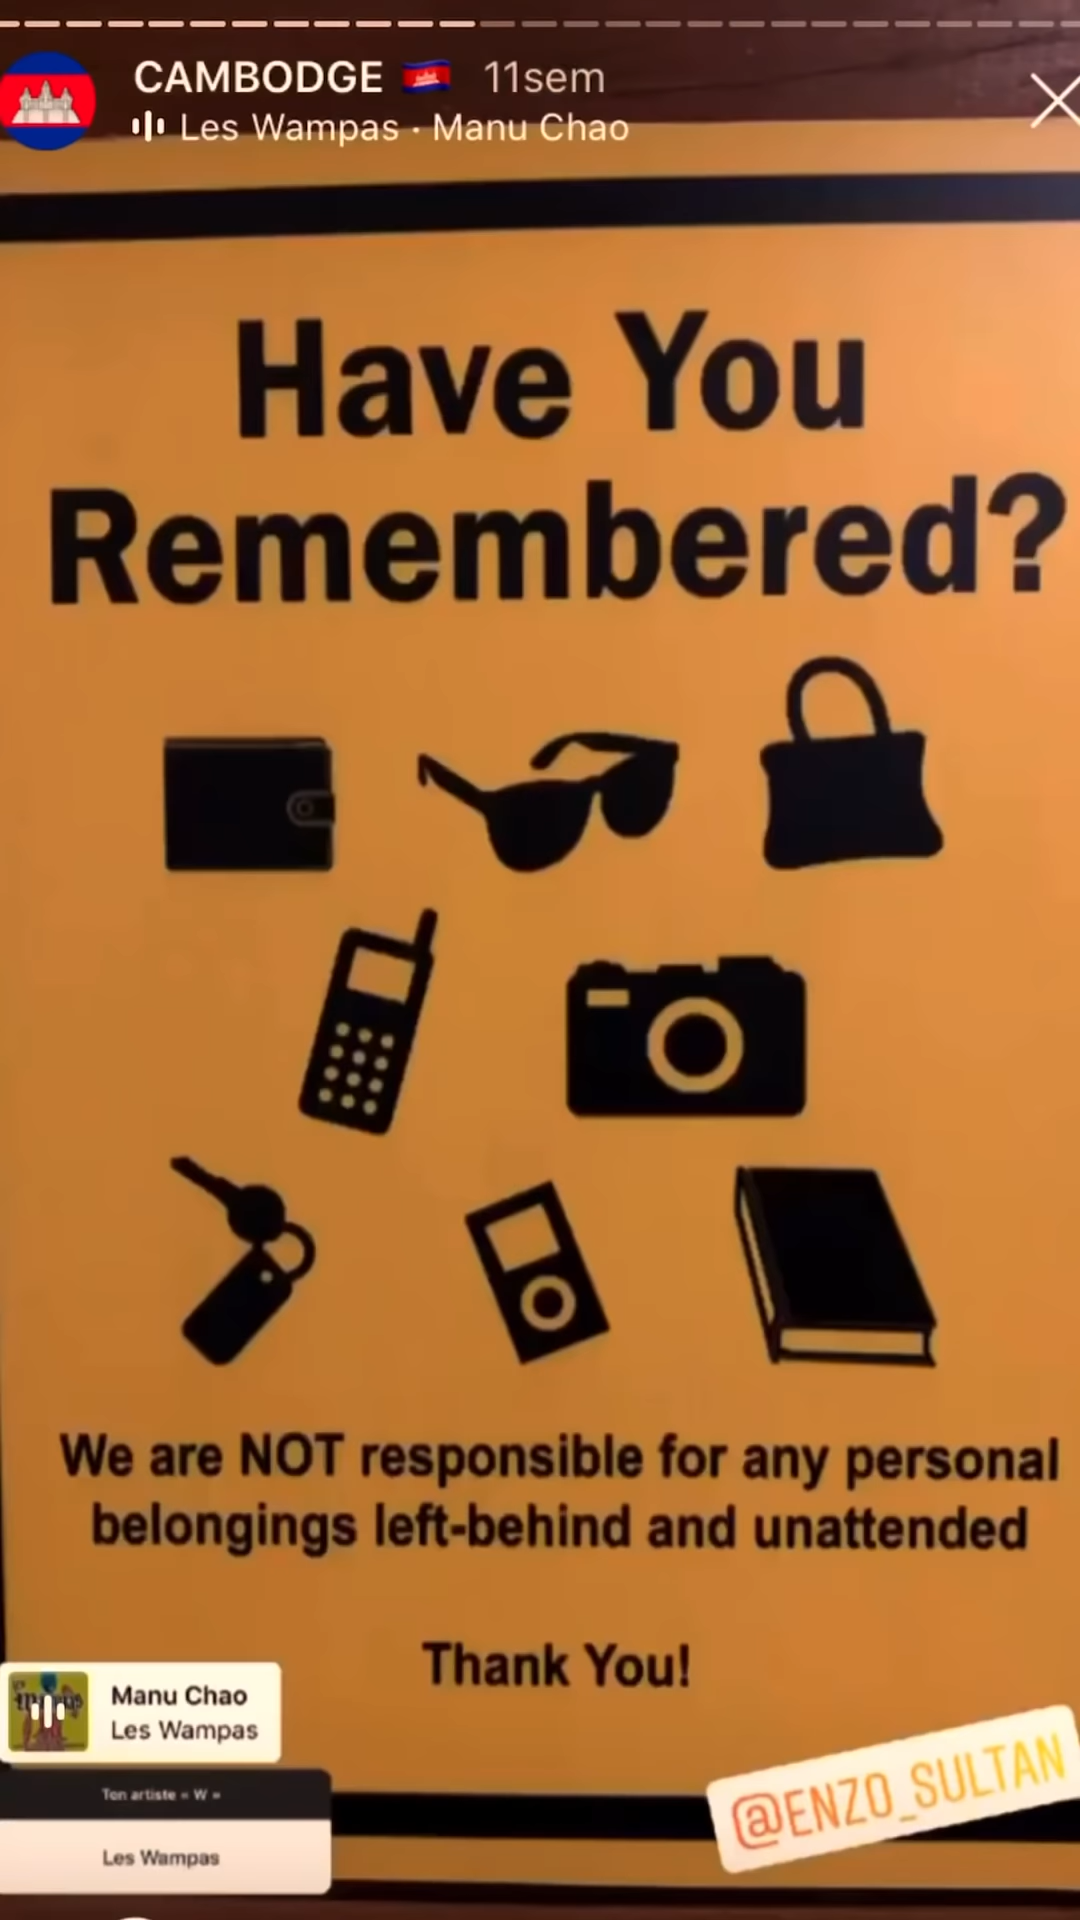 CAMBODGE 🇰🇭 11sem
Les Wampas · Manu Chao
Have You
Remembered?
We are NOT responsible for any personal
belongings left-behind and unattended
Thank You!
Manu Chao
Les Wampas
Ton artiste « W »
Les Wampas
@ENZO_SULTAN